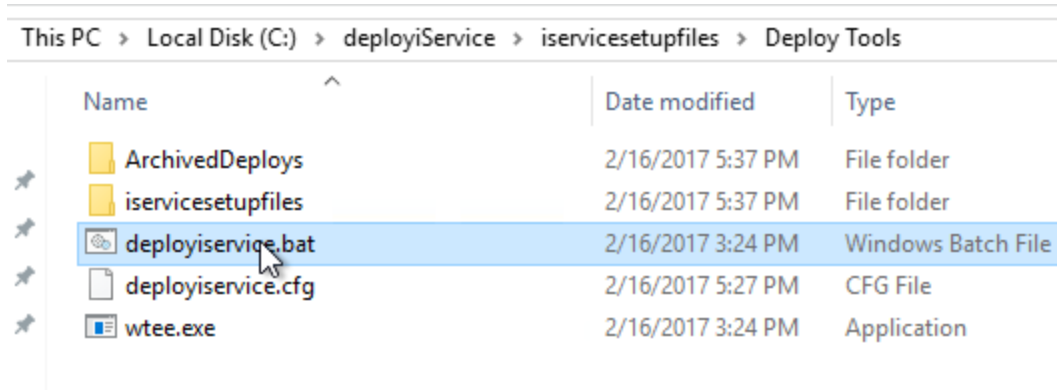 This PC > Local Disk (C:) > deployiService > iservicesetupfiles > Deploy Tools
Name Date modified Type
ArchivedDeploys 2/16/2017 5:37 PM File folder
iservicesetupfiles 2/16/2017 5:37 PM File folder
deployiservice.bat 2/16/2017 3:24 PM Windows Batch File
deployiservice.cfg 2/16/2017 5:27 PM CFG File
wtee.exe 2/16/2017 3:24 PM Application